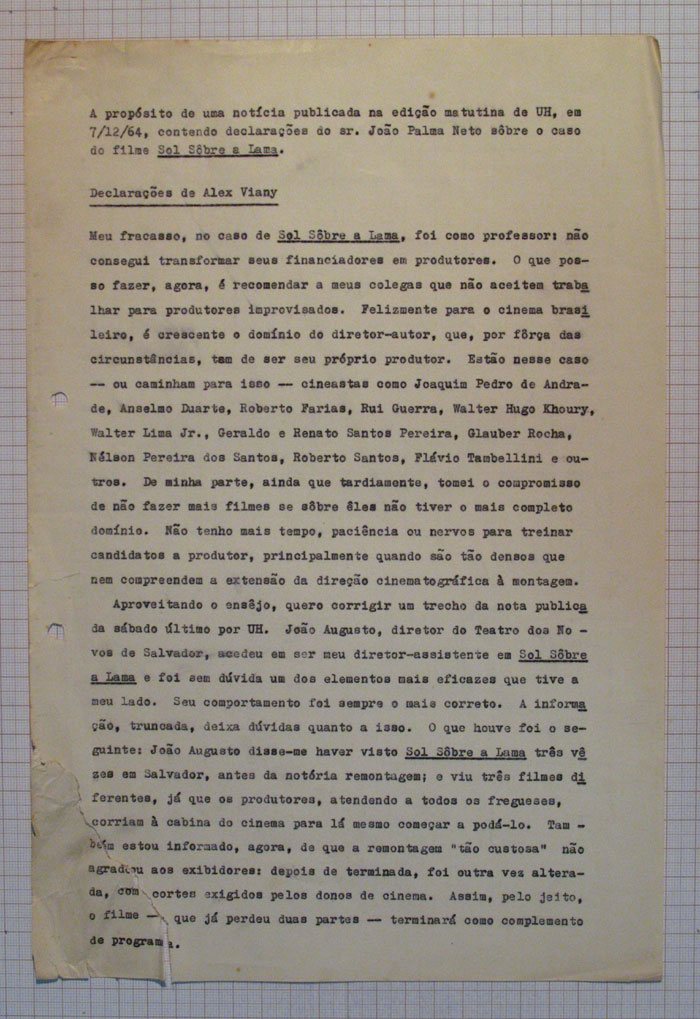 A propósito de uma notícia publicada na edição matutina de UH, em
7/12/64, contendo declarações do sr. João Palma Neto sôbre o caso
do filme Sol Sôbre a Lama.
Declarações de Alex Viany
Meu fracasso, no caso de Sol Sôbre a Lama, foi como professor: não
consegui transformar seus financiadores em produtores. O que pos-
so fazer, agora, é recomendar a meus colegas que não aceitem traba
lhar para produtores improvisados. Felizmente para o cinema brasi
leiro, é crescente o domínio do diretor-autor, que, por fôrça das
circunstâncias, tem de ser seu próprio produtor. Estão nesse caso
— ou caminham para isso — cineastas como Joaquim Pedro de Andra-
de, Anselmo Duarte, Roberto Farias, Rui Guerra, Walter Hugo Khoury,
Walter Lima Jr., Geraldo e Renato Santos Pereira, Glauber Rocha,
Nélson Pereira dos Santos, Roberto Santos, Flávio Tambellini e ou-
tros. De minha parte, ainda que tardiamente, tomei o compromisso
de não fazer mais filmes se sôbre êles não tiver o mais completo
domínio. Não tenho mais tempo, paciência ou nervos para treinar
candidatos a produtor, principalmente quando são tão densos que
nem compreendem a extensão da direção cinematográfica à montagem.
Aproveitando o ensêjo, quero corrigir um trecho da nota publica
da sábado último por UH. João Augusto, diretor do Teatro dos No -
vos de Salvador, acedeu em ser meu diretor-assistente em Sol Sôbre
a Lama e foi sem dúvida um dos elementos mais eficazes que tive a
meu lado. Seu comportamento foi sempre o mais correto. A informa
ção, truncada, deixa dúvidas quanto a isso. O que houve foi o se-
guinte: João Augusto disse-me haver visto Sol Sôbre a Lama três vê
zes em Salvador, antes da notória remontagem; e viu três filmes di
ferentes, já que os produtores, atendendo a todos os fregueses,
corriam à cabina do cinema para lá mesmo começar a podá-lo. Tam -
bém estou informado, agora, de que a remontagem "tão custosa" não
agradou aos exibidores: depois de terminada, foi outra vez altera-
da, com cortes exigidos pelos donos de cinema. Assim, pelo jeito,
o filme — que já perdeu duas partes — terminará como complemento
de programa.